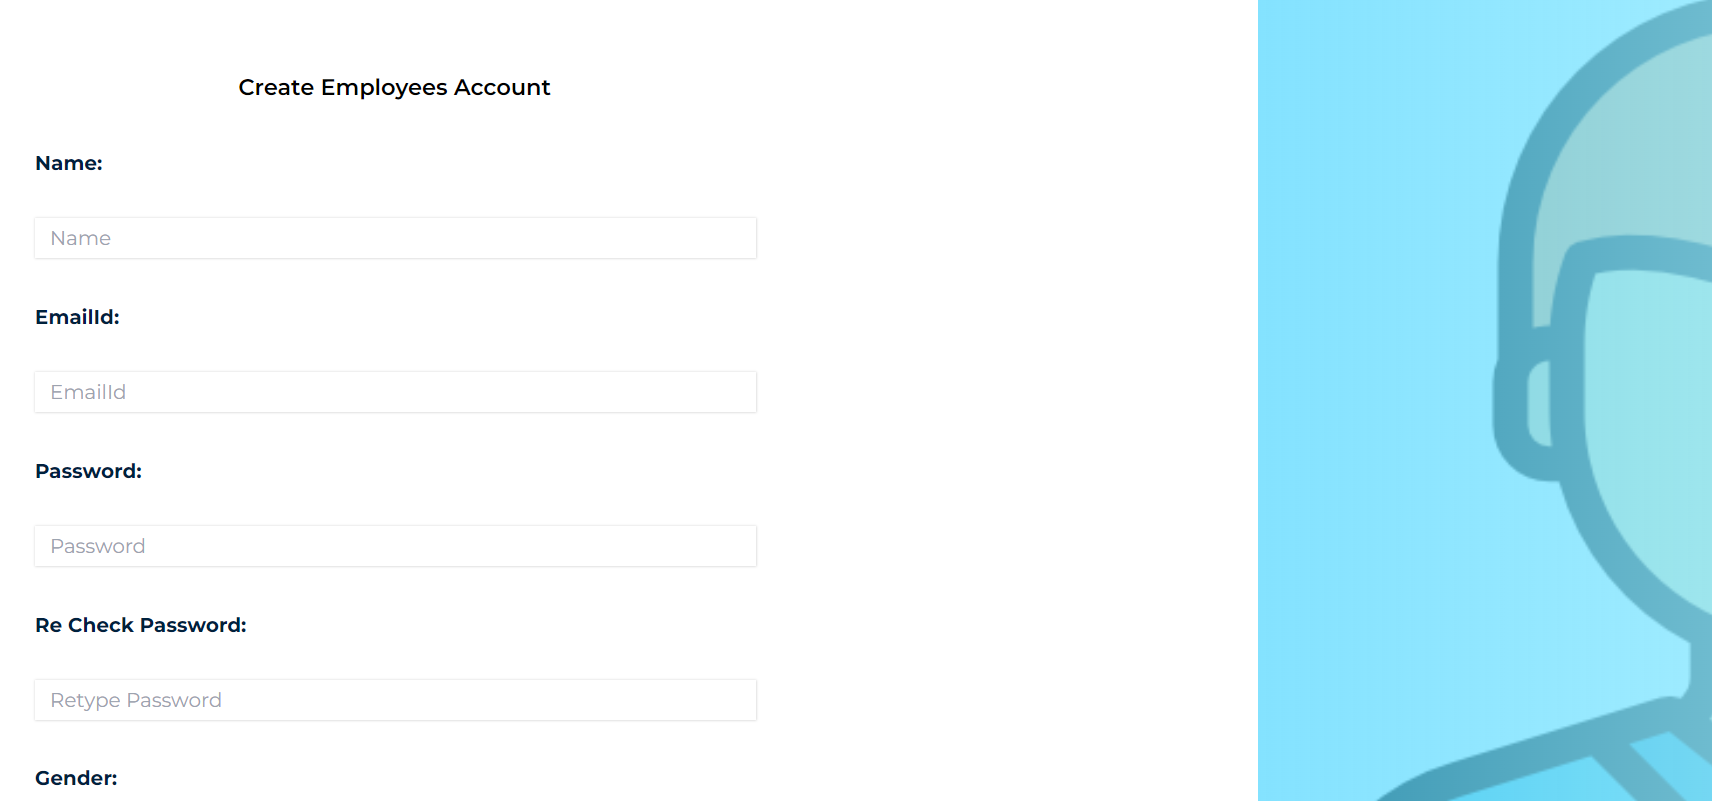 Create Employees Account
Name:
Name
EmailId:
EmailId
Password:
Password
Re Check Password:
Retype Password
Gender: